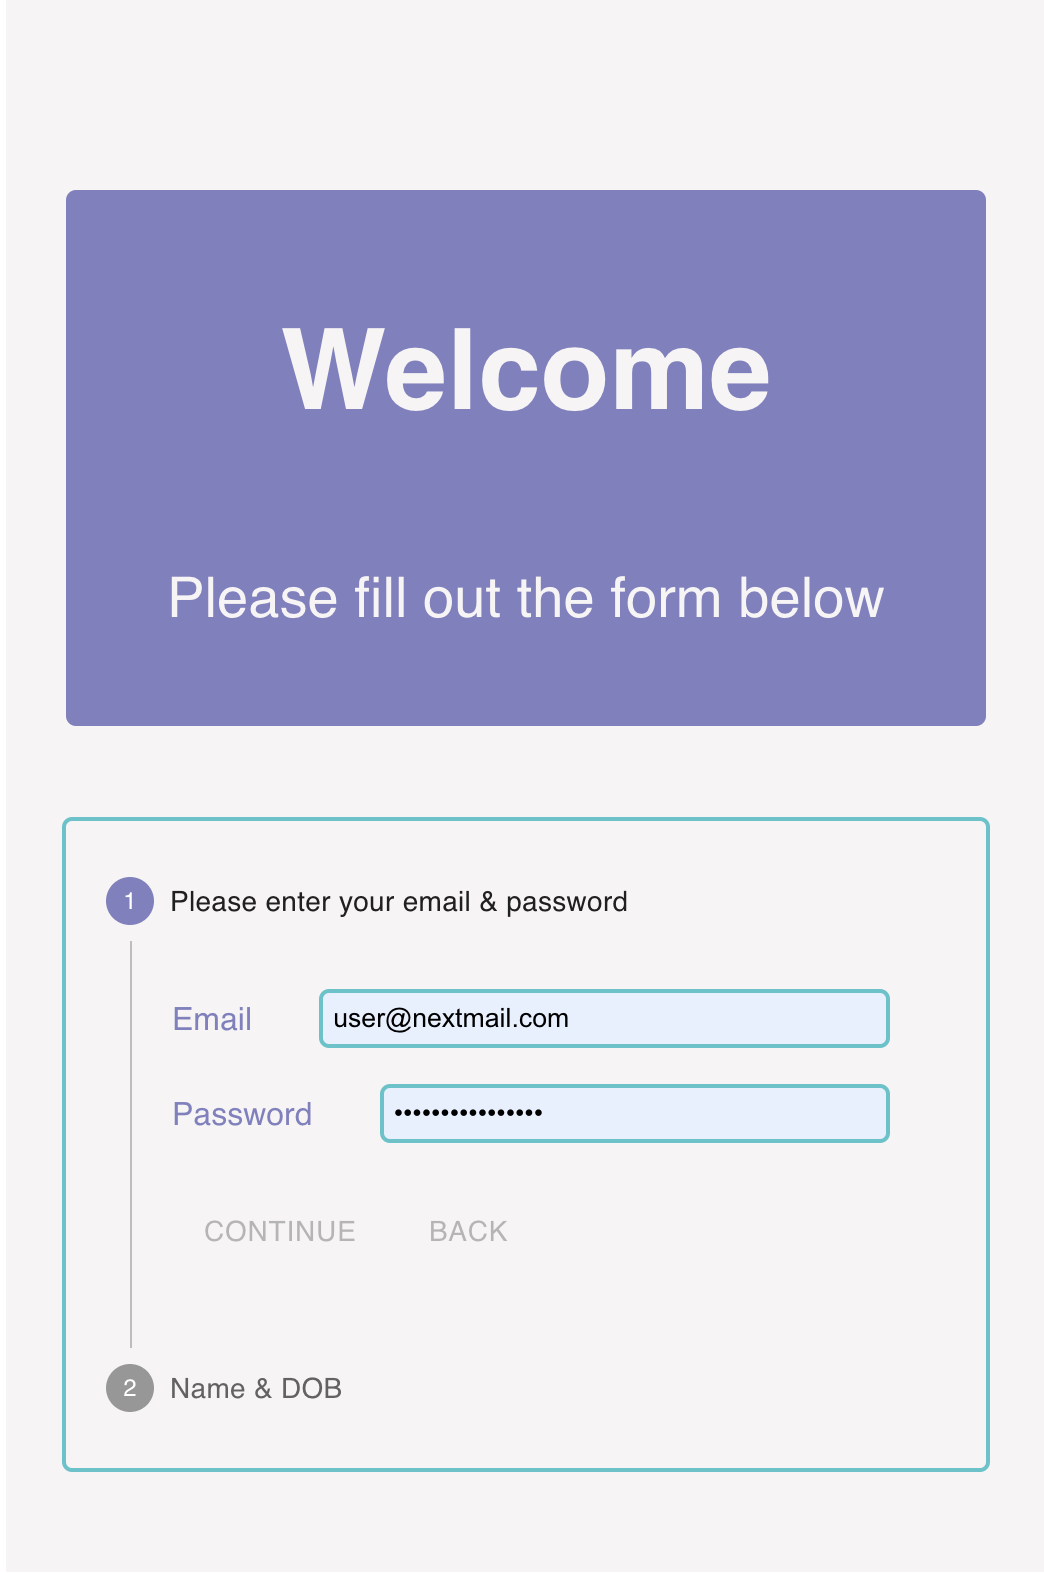 Welcome
Please fill out the form below
1 Please enter your email & password
Email user@nextmail.com
Password ••••••••••••••••
CONTINUE BACK
2 Name & DOB